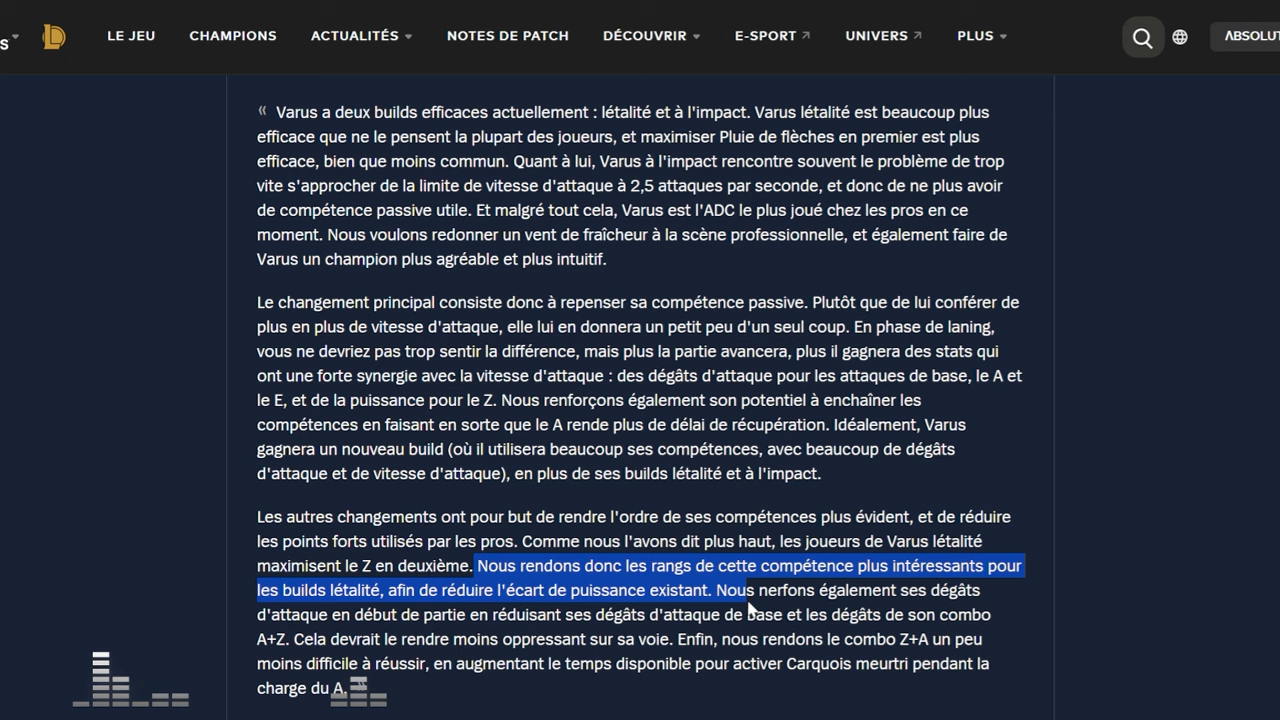 S
LE JEU CHAMPIONS ACTUALITÉS NOTES DE PATCH DÉCOUVRIR E-SPORT UNIVERS PLUS ABSOLUT
« Varus a deux builds efficaces actuellement : létalité et à l'impact. Varus létalité est beaucoup plus
efficace que ne le pensent la plupart des joueurs, et maximiser Pluie de flèches en premier est plus
efficace, bien que moins commun. Quant à lui, Varus à l'impact rencontre souvent le problème de trop
vite s'approcher de la limite de vitesse d'attaque à 2,5 attaques par seconde, et donc de ne plus avoir
de compétence passive utile. Et malgré tout cela, Varus est l'ADC le plus joué chez les pros en ce
moment. Nous voulons redonner un vent de fraîcheur à la scène professionnelle, et également faire de
Varus un champion plus agréable et plus intuitif.
Le changement principal consiste donc à repenser sa compétence passive. Plutôt que de lui conférer de
plus en plus de vitesse d'attaque, elle lui en donnera un petit peu d'un seul coup. En phase de laning,
vous ne devriez pas trop sentir la différence, mais plus la partie avancera, plus il gagnera des stats qui
ont une forte synergie avec la vitesse d'attaque : des dégâts d'attaque pour les attaques de base, le A et
le E, et de la puissance pour le Z. Nous renforçons également son potentiel à enchaîner les
compétences en faisant en sorte que le A rende plus de délai de récupération. Idéalement, Varus
gagnera un nouveau build (où il utilisera beaucoup ses compétences, avec beaucoup de dégâts
d'attaque et de vitesse d'attaque), en plus de ses builds létalité et à l'impact.
Les autres changements ont pour but de rendre l'ordre de ses compétences plus évident, et de réduire
les points forts utilisés par les pros. Comme nous l'avons dit plus haut, les joueurs de Varus létalité
maximisent le Z en deuxième. Nous rendons donc les rangs de cette compétence plus intéressants pour
les builds létalité, afin de réduire l'écart de puissance existant. Nous nerfons également ses dégâts
d'attaque en début de partie en réduisant ses dégâts d'attaque de base et les dégâts de son combo
A+Z. Cela devrait le rendre moins oppressant sur sa voie. Enfin, nous rendons le combo Z+A un peu
moins difficile à réussir, en augmentant le temps disponible pour activer Carquois meurtri pendant la
charge du A. »